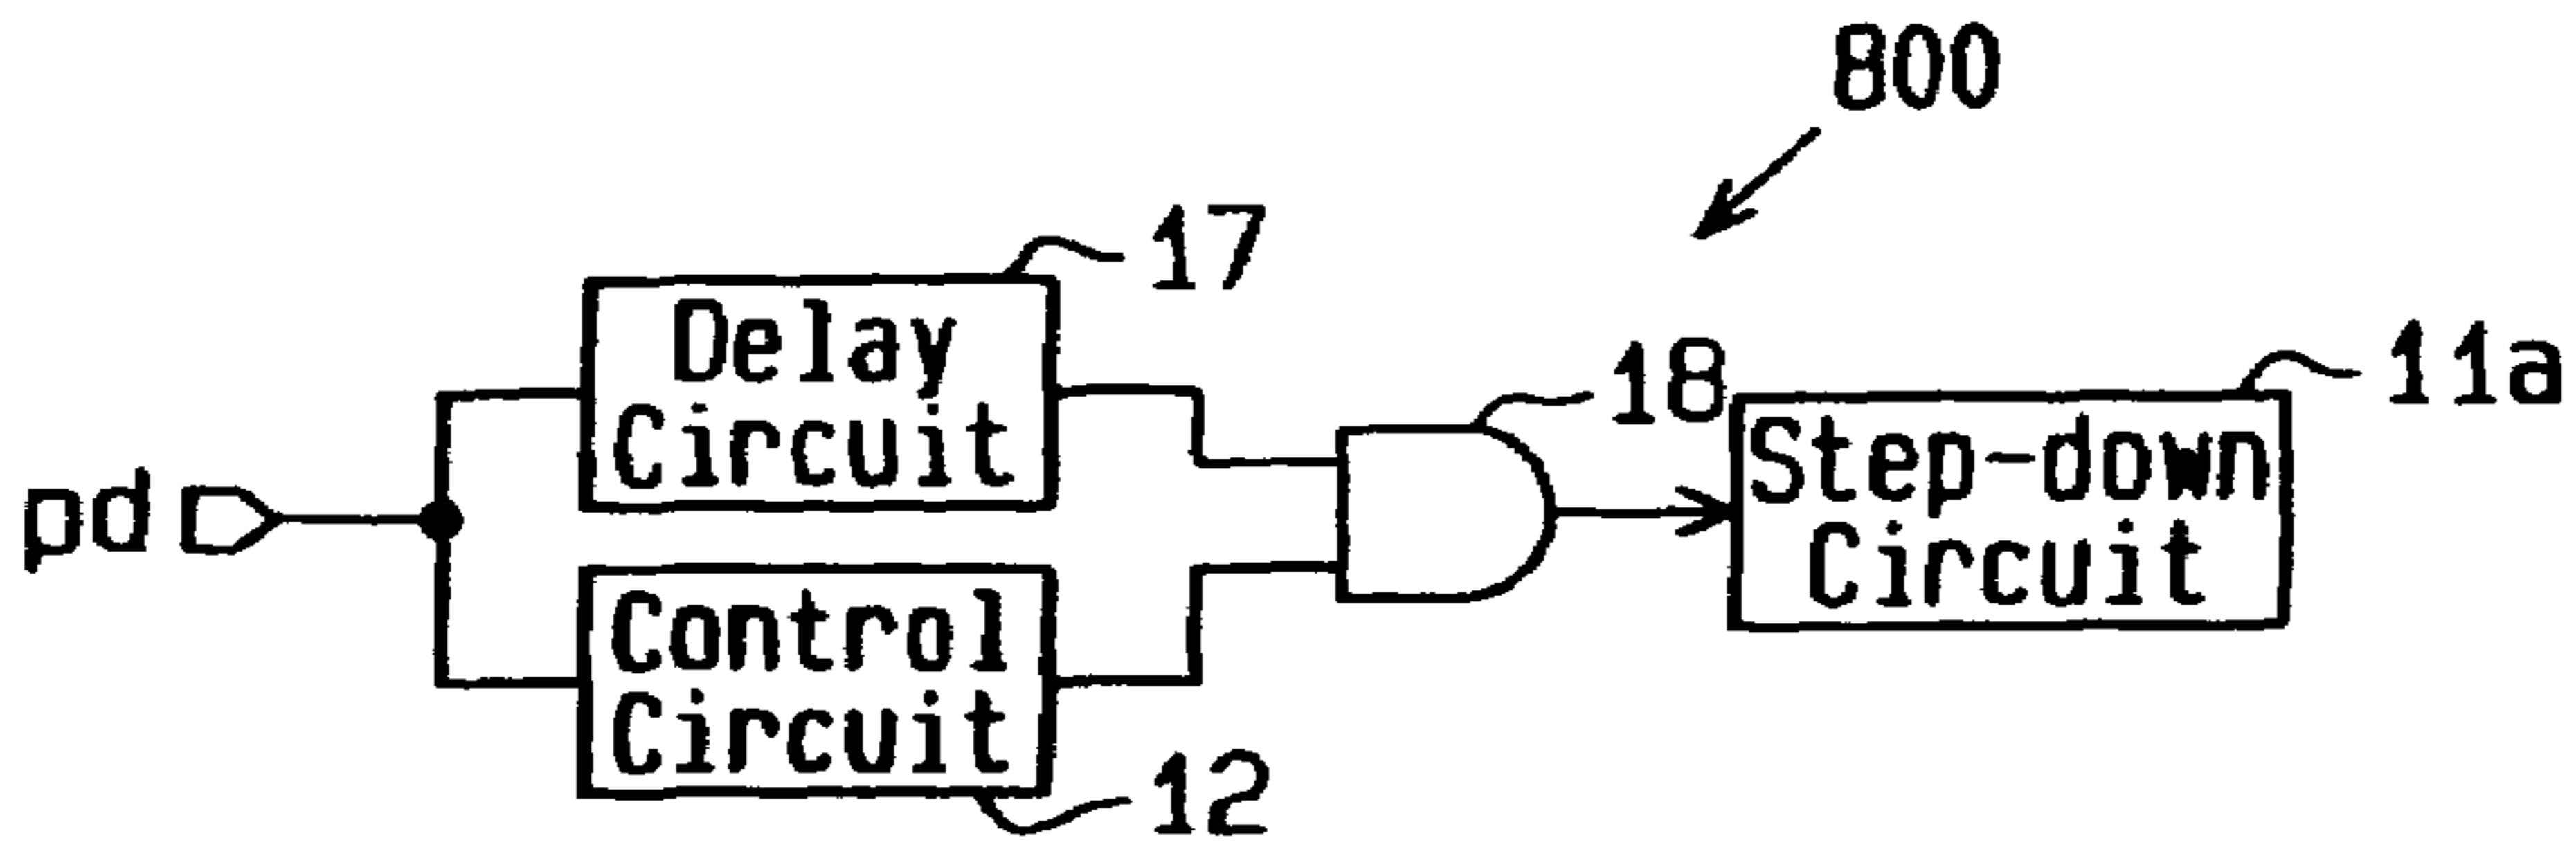 800
17
Delay
Circuit
18
11a
Step-down
Circuit
pd
Control
Circuit
12